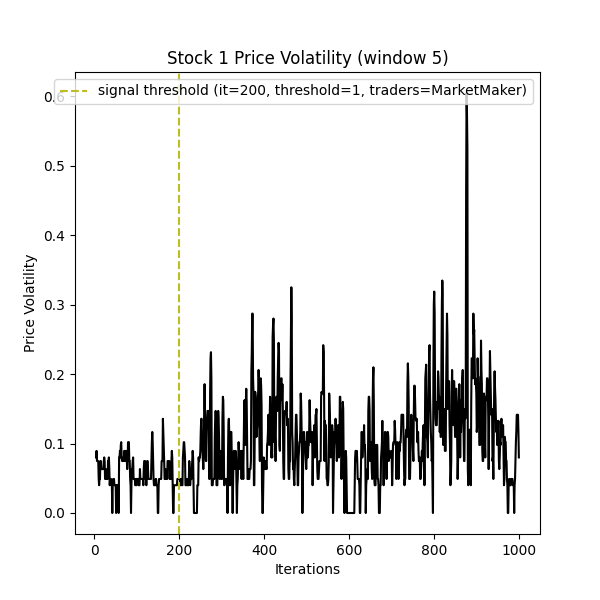 Stock 1 Price Volatility (window 5)
signal threshold (it=200, threshold=1, traders=MarketMaker)
0.6
0.5
0.4
0.3
0.2
0.1
0.0
Price Volatility
0 200 400 600 800 1000
Iterations